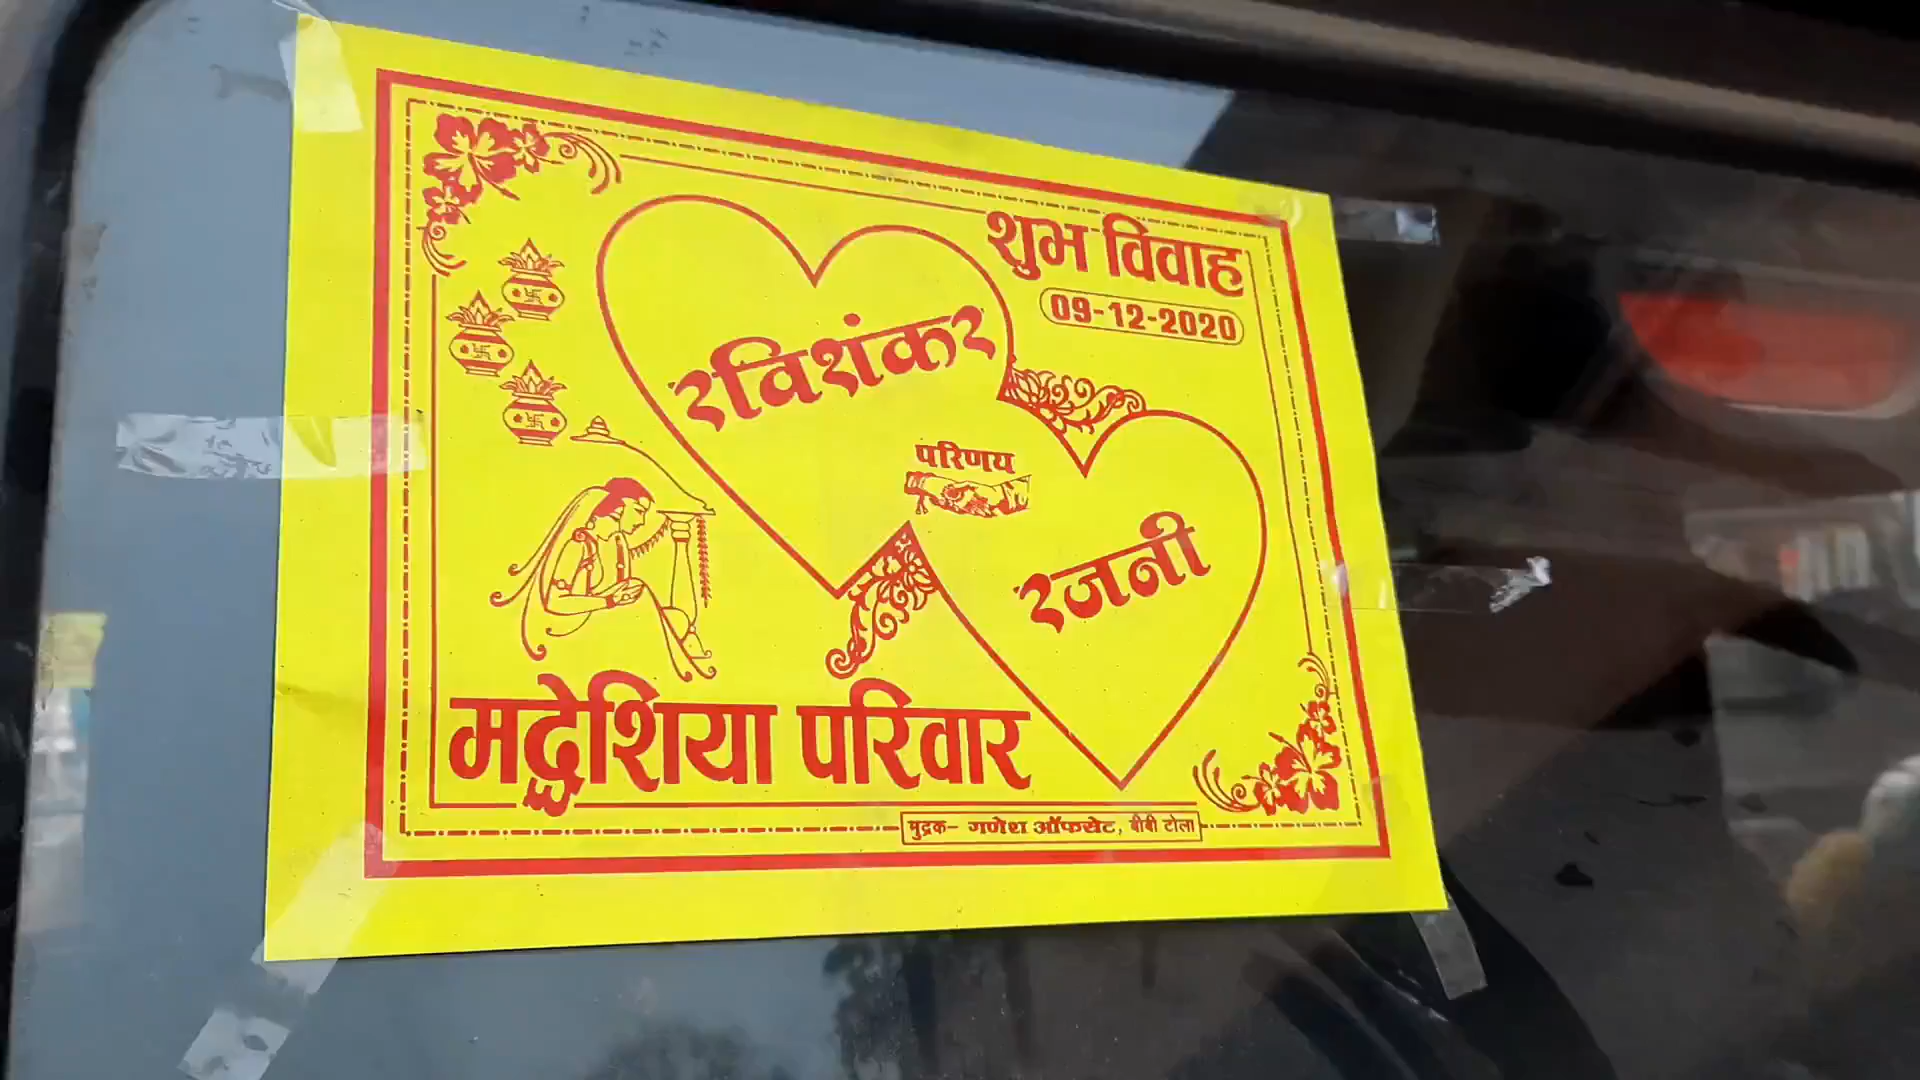 शुभ विवाह
09-12-2020
रविशंकर
परिणय
रजनी
मद्धेशिया परिवार
मुद्रक- गणेश ऑफसेट, बीबी टोला